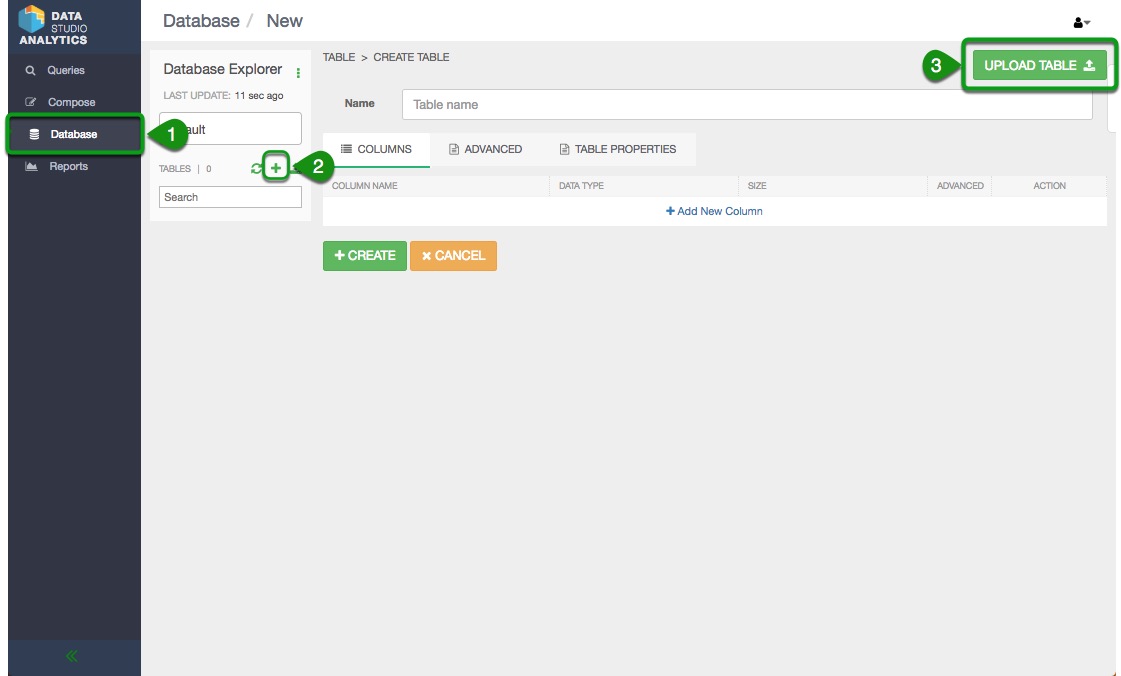 DATA
STUDIO
ANALYTICS
Queries
Compose
Database
Reports
Database / New
Database Explorer
LAST UPDATE: 11 sec ago
1
TABLES | 0
2
Search
TABLE > CREATE TABLE
3
UPLOAD TABLE
Name
Table name
COLUMNS
ADVANCED
TABLE PROPERTIES
COLUMN NAME
DATA TYPE
SIZE
ADVANCED
ACTION
+ Add New Column
+ CREATE
× CANCEL